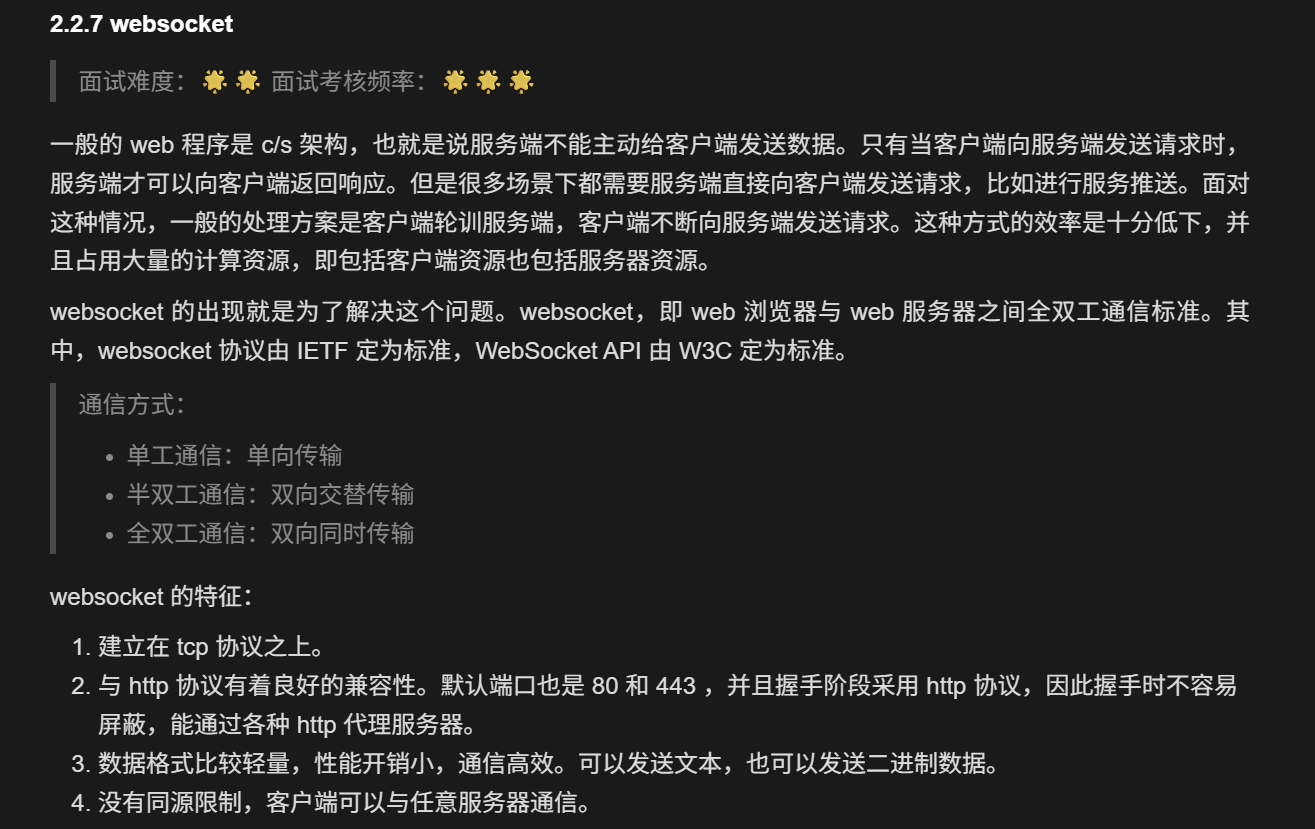 2.2.7 websocket
面试难度：🌟 🌟 面试考核频率：🌟 🌟 🌟
一般的 web 程序是 c/s 架构，也就是说服务端不能主动给客户端发送数据。只有当客户端向服务端发送请求时，
服务端才可以向客户端返回响应。但是很多场景下都需要服务端直接向客户端发送请求，比如进行服务推送。面对
这种情况，一般的处理方案是客户端轮训服务端，客户端不断向服务端发送请求。这种方式的效率是十分低下，并
且占用大量的计算资源，即包括客户端资源也包括服务器资源。
websocket 的出现就是为了解决这个问题。websocket，即 web 浏览器与 web 服务器之间全双工通信标准。其
中，websocket 协议由 IETF 定为标准，WebSocket API 由 W3C 定为标准。
通信方式：
• 单工通信：单向传输
• 半双工通信：双向交替传输
• 全双工通信：双向同时传输
websocket 的特征：
1. 建立在 tcp 协议之上。
2. 与 http 协议有着良好的兼容性。默认端口也是 80 和 443 ，并且握手阶段采用 http 协议，因此握手时不容易
屏蔽，能通过各种 http 代理服务器。
3. 数据格式比较轻量，性能开销小，通信高效。可以发送文本，也可以发送二进制数据。
4. 没有同源限制，客户端可以与任意服务器通信。